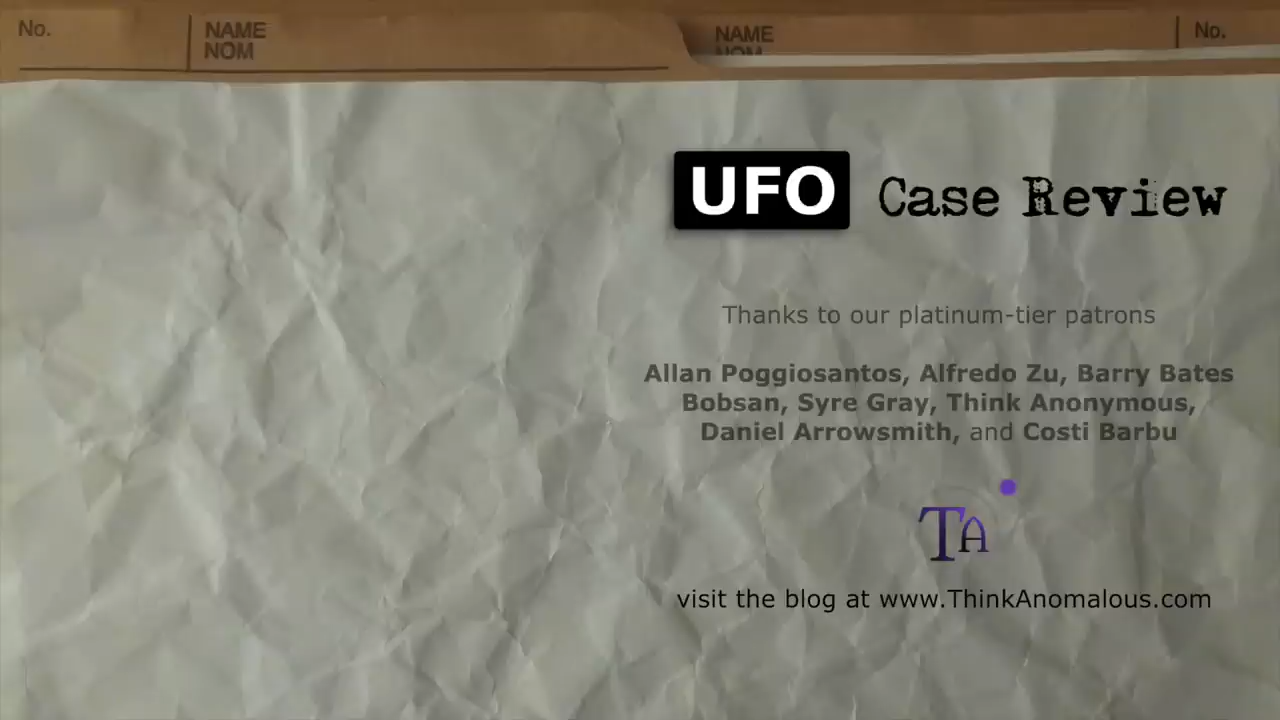 No.
NAME
NOM
NAME
NOM
No.
UFO Case Review
Thanks to our platinum-tier patrons
Allan Poggiosantos, Alfredo Zu, Barry Bates
Bobsan, Syre Gray, Think Anonymous,
Daniel Arrowsmith, and Costi Barbu
TA
visit the blog at www.ThinkAnomalous.com